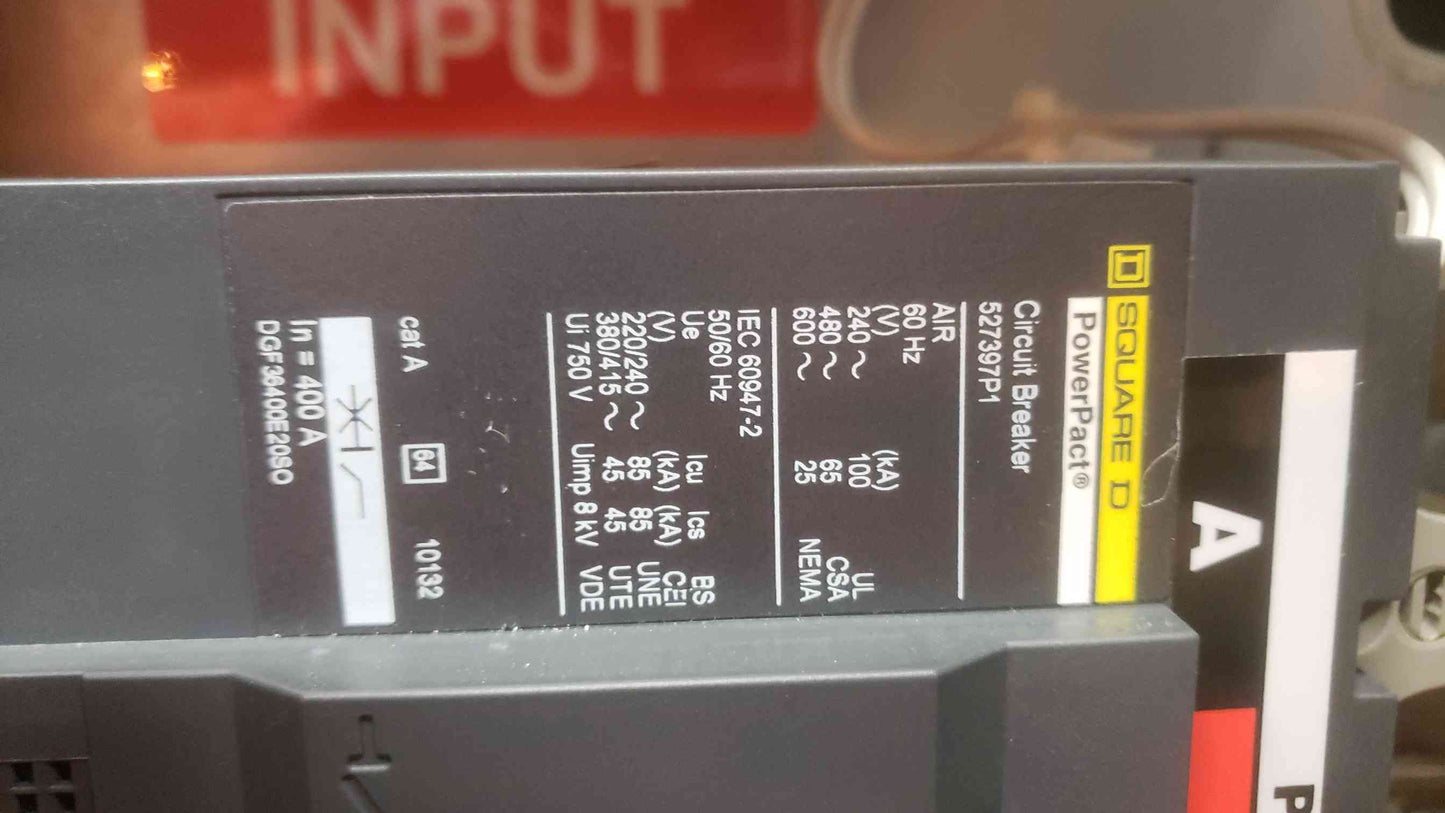 INPUT
SQUARE D
PowerPact®
Circuit Breaker
527397P1
AIR
60 Hz
(V) (kA)
240 ~ 100 UL
480 ~ 65 CSA
600 ~ 25 NEMA
IEC 60947-2
50/60 Hz
Ue Icu Ics BS
(V) (kA) (kA) CEI
220/240 ~ 85 85 UNE
380/415 ~ 45 45 UTE
Ui 750 V Uimp 8 kV VDE
cat A 64 10132
In = 400 A
DGF3640E20SO
A
P